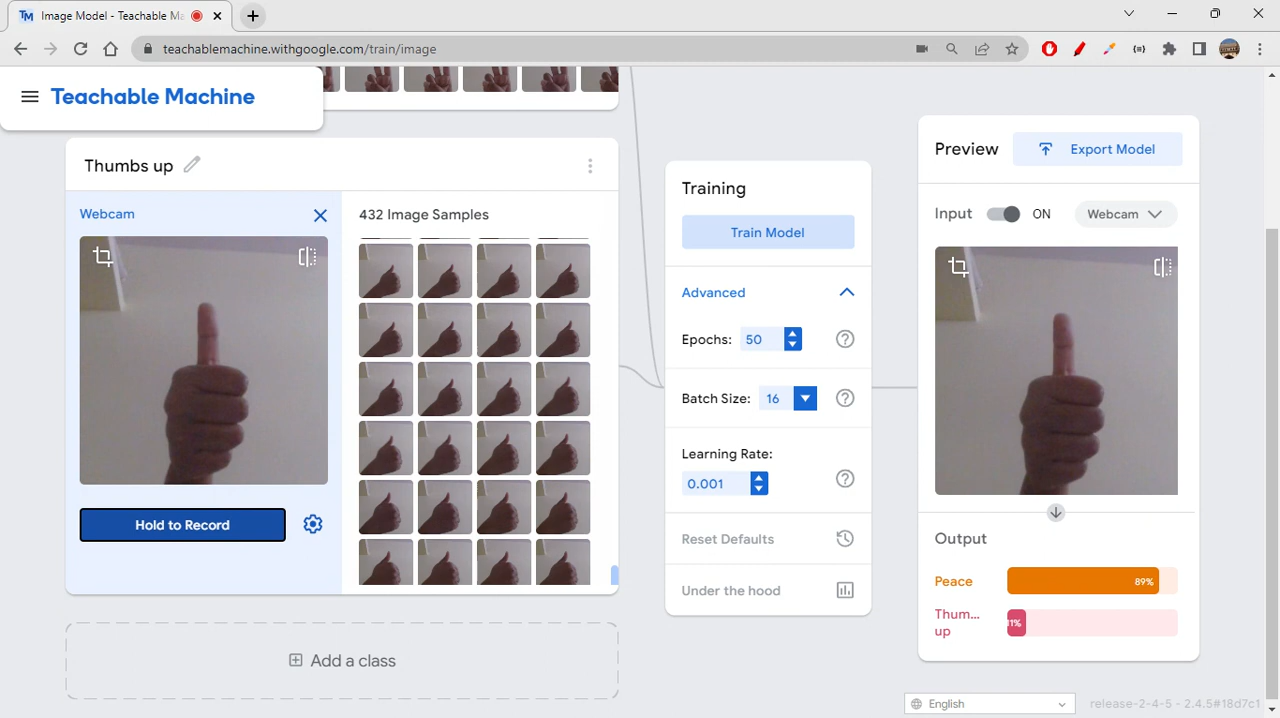 Image Model - Teachable Ma
teachablemachine.withgoogle.com/train/image
Teachable Machine
Thumbs up
Webcam
432 Image Samples
Hold to Record
Add a class
Training
Train Model
Advanced
Epochs: 50
Batch Size: 16
Learning Rate:
0.001
Reset Defaults
Under the hood
Preview
Export Model
Input ON Webcam
Output
Peace 89%
Thum... 11%
up
English
release-2-4-5 - 2.4.5#18d7c1